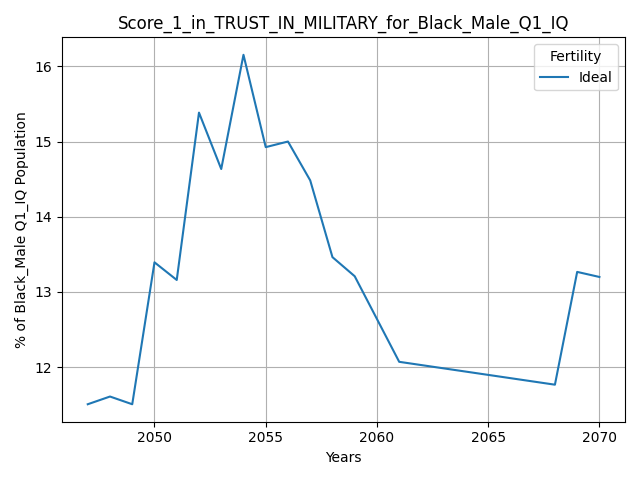 Score_1_in_TRUST_IN_MILITARY_for_Black_Male_Q1_IQ
Fertility
Ideal
% of Black_Male Q1_IQ Population
16
15
14
13
12
2050
2055
2060
2065
2070
Years